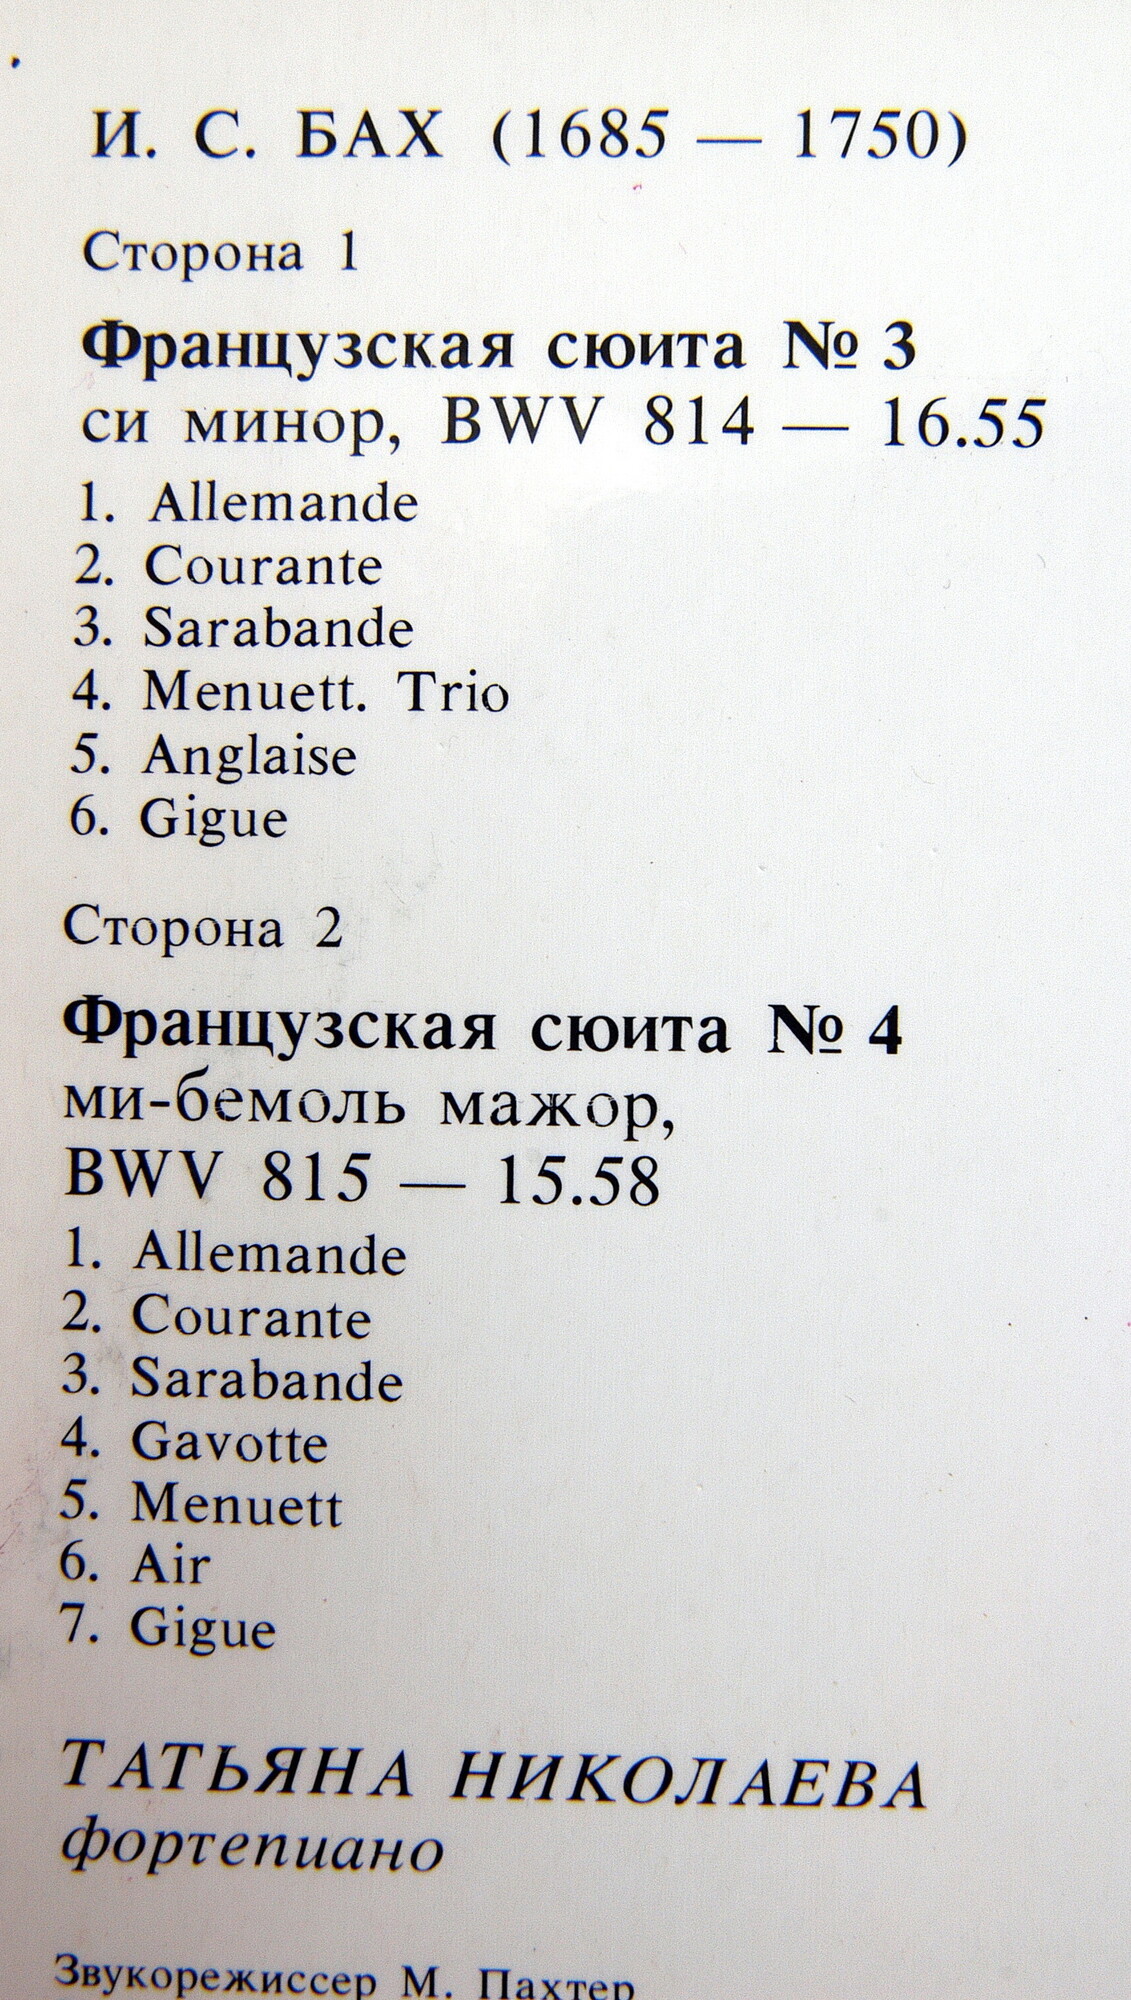 И. С. БАХ (1685 — 1750)
Сторона 1
Французская сюита № 3
си минор, BWV 814 — 16.55
1. Allemande
2. Courante
3. Sarabande
4. Menuett. Trio
5. Anglaise
6. Gigue
Сторона 2
Французская сюита № 4
ми-бемоль мажор,
BWV 815 — 15.58
1. Allemande
2. Courante
3. Sarabande
4. Gavotte
5. Menuett
6. Air
7. Gigue
ТАТЬЯНА НИКОЛАЕВА
фортепиано
Звукорежиссер М. Пахтер